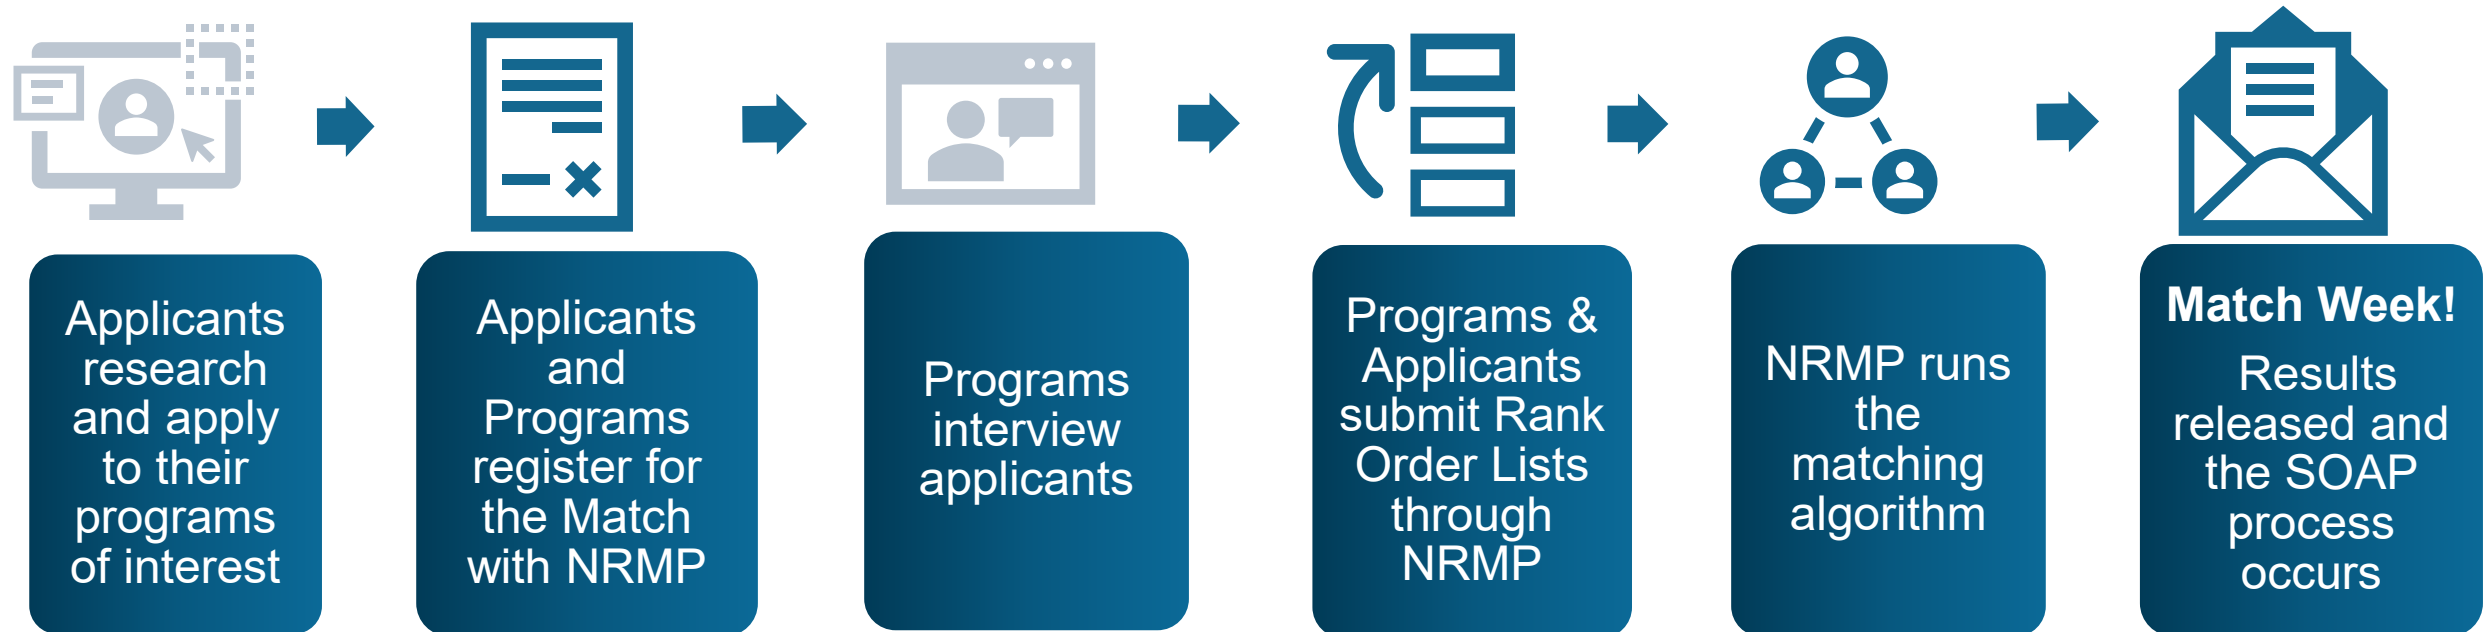 Applicants
research
and apply
to their
programs
of interest
Applicants
and
Programs
register for
the Match
with NRMP
Programs
interview
applicants
Programs &
Applicants
submit Rank
Order Lists
through
NRMP
NRMP runs
the
matching
algorithm
Match Week!
Results
released and
the SOAP
process
occurs